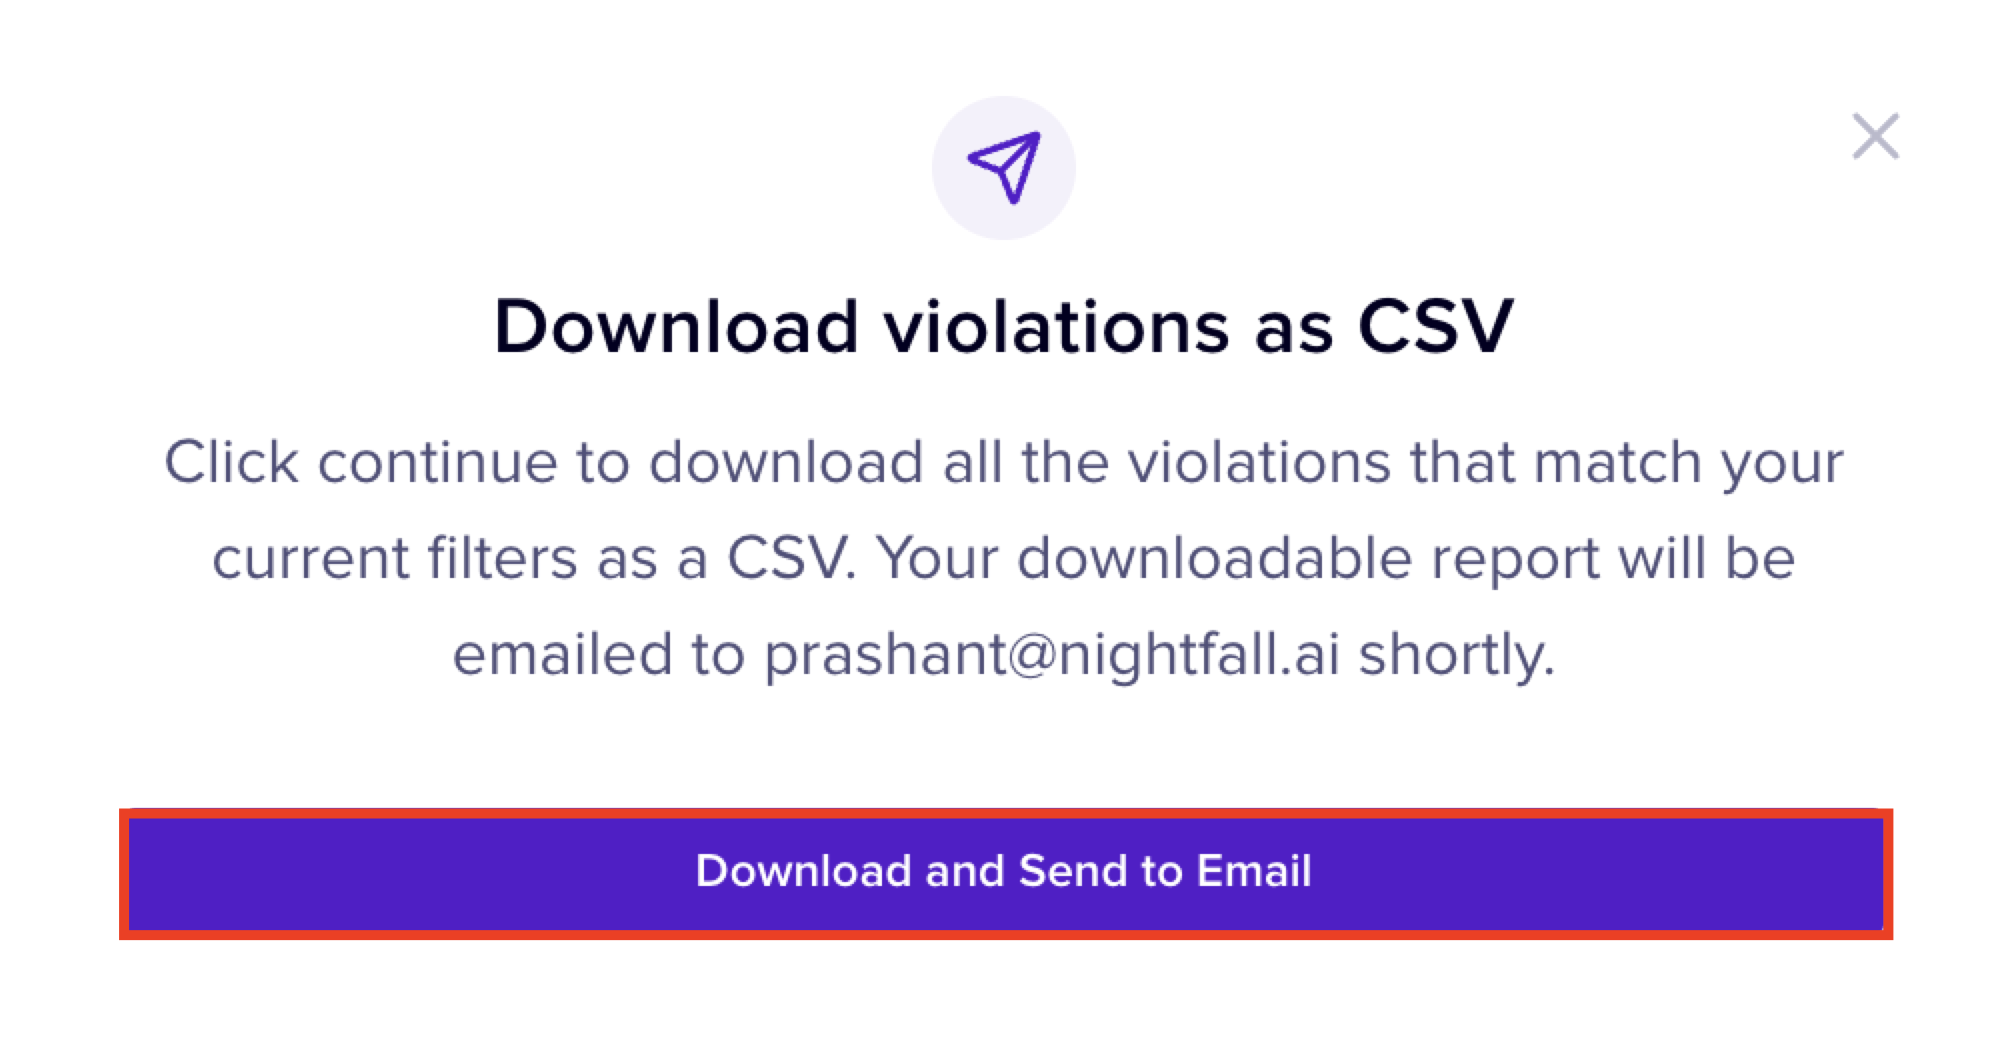 Download violations as CSV
Click continue to download all the violations that match your
current filters as a CSV. Your downloadable report will be
emailed to prashant@nightfall.ai shortly.
Download and Send to Email